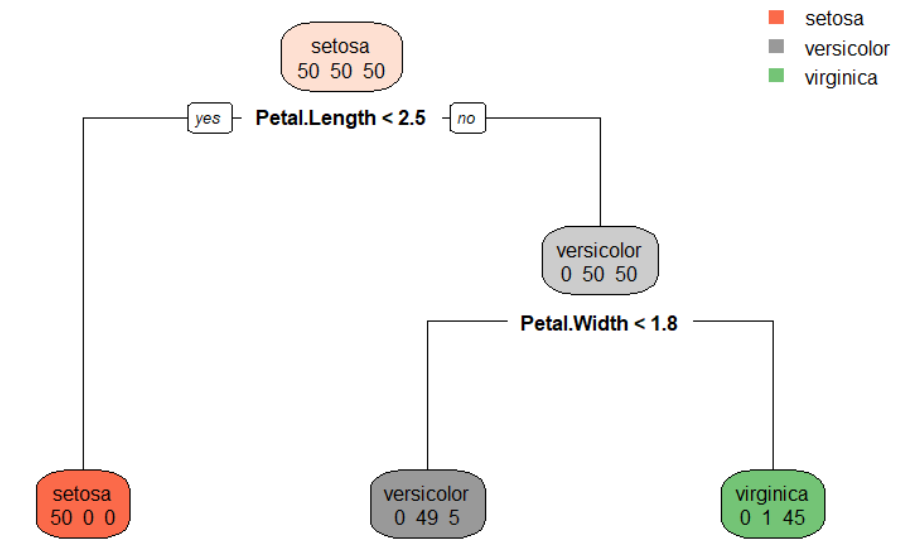 setosa
50 50 50
setosa
versicolor
virginica
yes
Petal.Length < 2.5
no
versicolor
0 50 50
Petal.Width < 1.8
setosa
50 0 0
versicolor
0 49 5
virginica
0 1 45